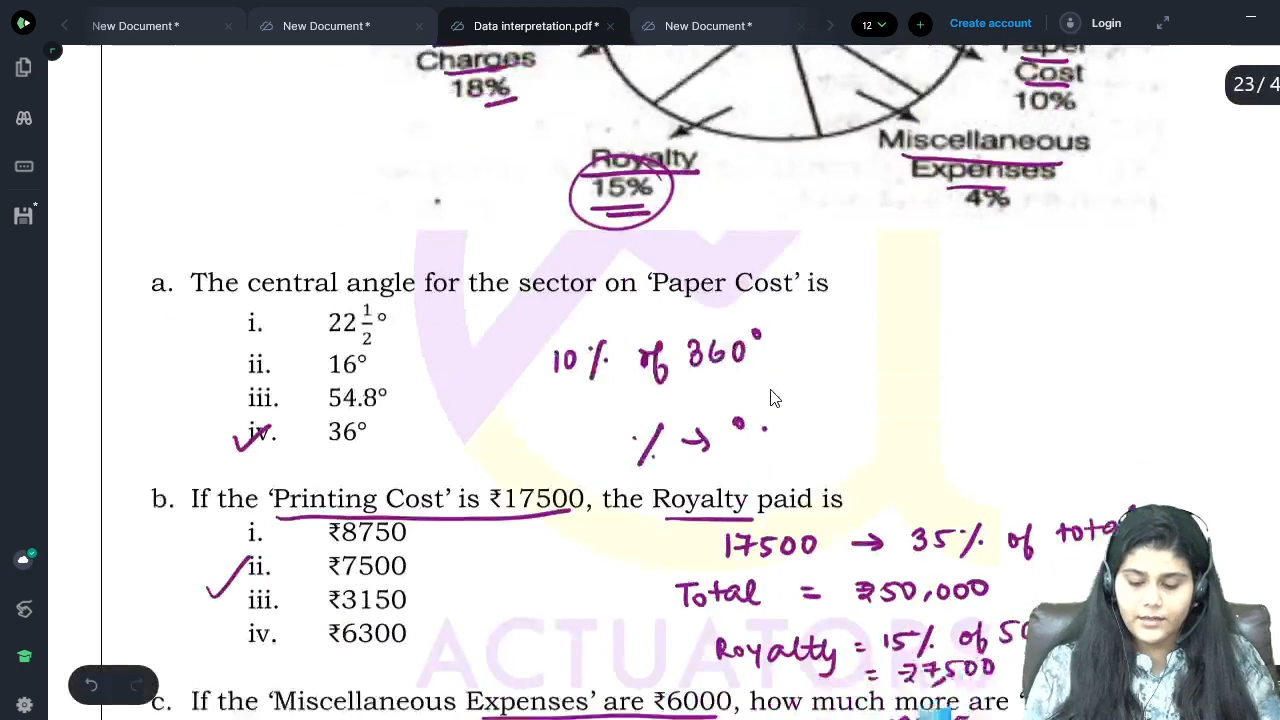 New Document *
New Document *
Data interpretation.pdf *
New Document *
12
Create account
Login
23/4
Charges
18%
Paper
Cost
10%
Miscellaneous
Expenses
4%
Royalty
15%
a. The central angle for the sector on ‘Paper Cost’ is
i. 22 1/2°
ii. 16°
iii. 54.8°
iv. 36°
10% of 360°
% → °
b. If the ‘Printing Cost’ is ₹17500, the Royalty paid is
i. ₹8750
ii. ₹7500
iii. ₹3150
iv. ₹6300
17500 → 35% of total
Total = ₹50,000
Royalty = 15% of 50
= ₹7,500
ACTUATORS
c. If the ‘Miscellaneous Expenses’ are ₹6000, how much more are ‘